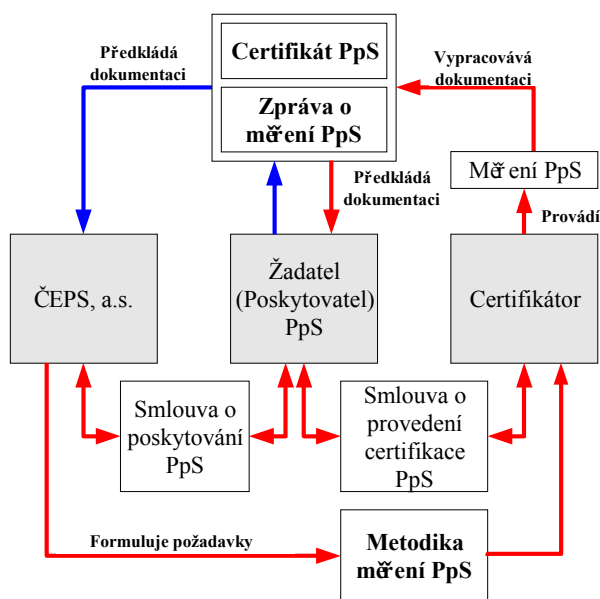 Předkládá
dokumentaci
Certifikát PpS
Zpráva o
měření PpS
Vypracovává
dokumentaci
Předkládá
dokumentaci
Měření PpS
Provádí
ČEPS, a.s.
Žadatel
(Poskytovatel)
PpS
Certifikátor
Smlouva o
poskytování
PpS
Smlouva o
provedení
certifikace
PpS
Formuluje požadavky
Metodika
měření PpS